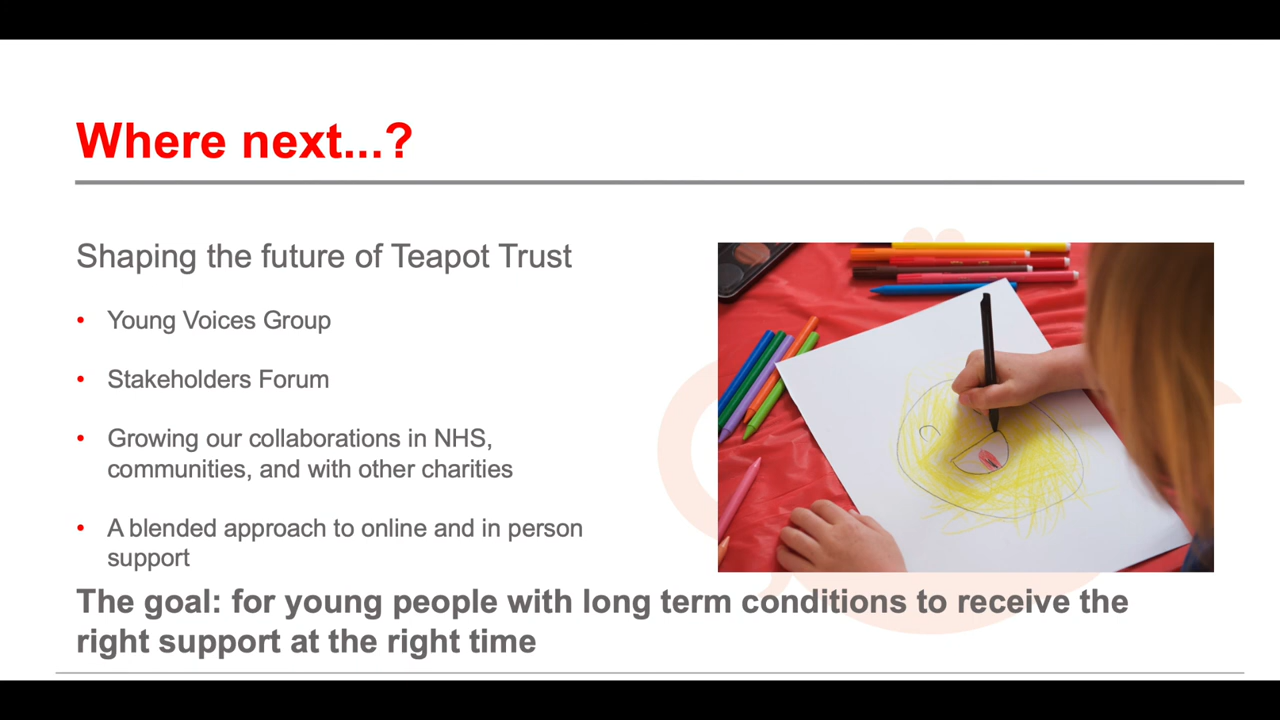 Where next...?
Shaping the future of Teapot Trust
• Young Voices Group
• Stakeholders Forum
• Growing our collaborations in NHS,
communities, and with other charities
• A blended approach to online and in person
support
The goal: for young people with long term conditions to receive the
right support at the right time